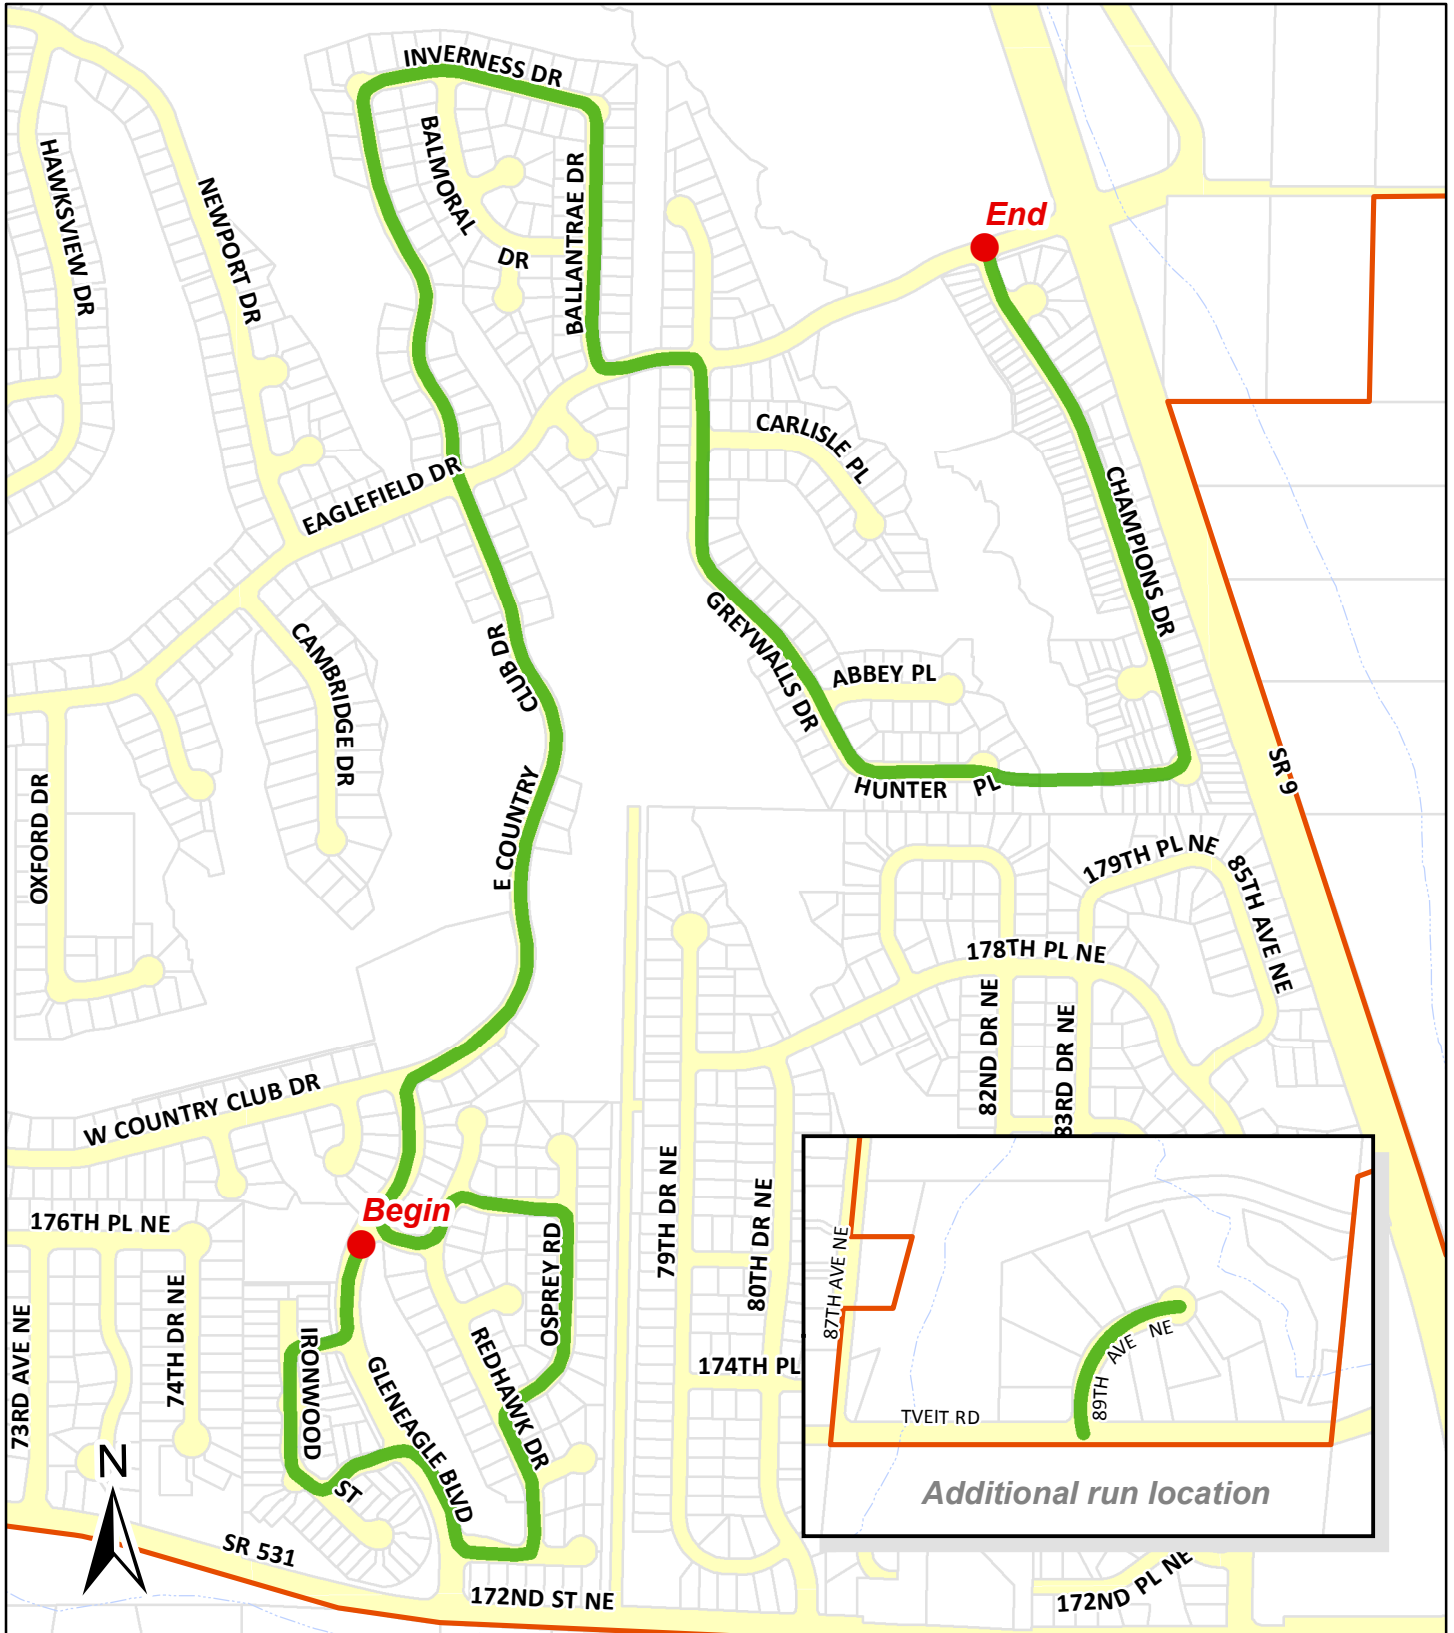 INVERNESS DR
BALMORAL
DR
BALLANTRAE DR
HAWKSVIEW DR
NEWPORT DR
End
CARLISLE PL
EAGLEFIELD DR
CHAMPIONS DR
CAMBRIDGE DR
CLUB DR
E COUNTRY
GREYWALLS DR
ABBEY PL
HUNTER PL
SR 9
OXFORD DR
179TH PL NE
85TH AVE NE
178TH PL NE
82ND DR NE
83RD DR NE
W COUNTRY CLUB DR
Begin
176TH PL NE
79TH DR NE
80TH DR NE
OSPREY RD
74TH DR NE
73RD AVE NE
IRONWOOD
ST
GLENEAGLE BLVD
REDHAWK DR
174TH PL
N
SR 531
172ND ST NE
172ND PL NE
87TH AVE NE
89TH AVE NE
TVEIT RD
Additional run location